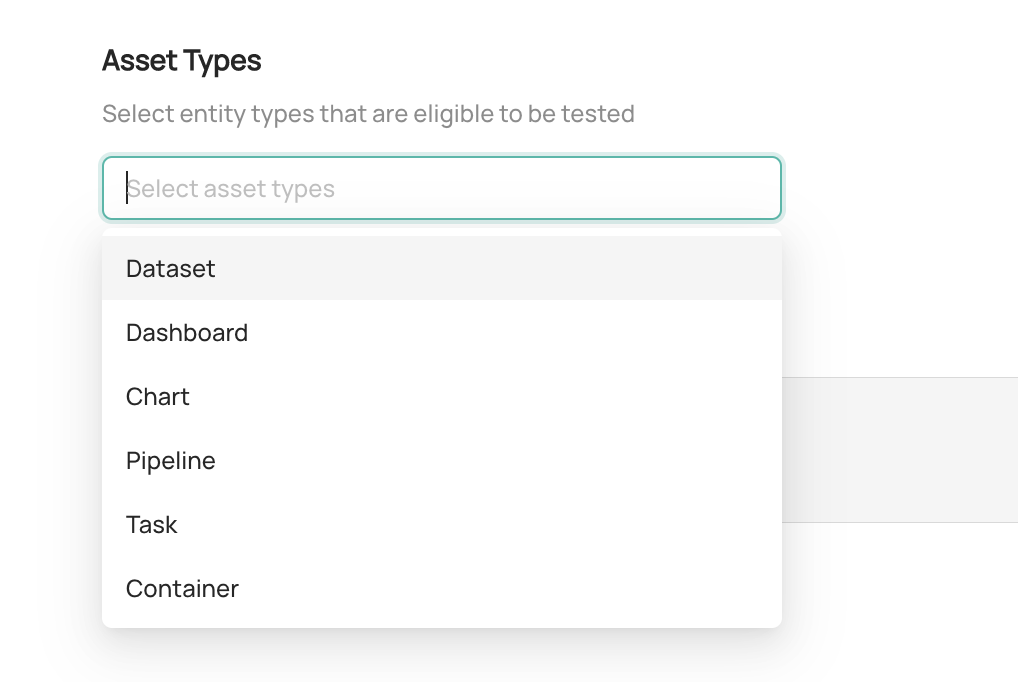 Asset Types
Select entity types that are eligible to be tested
Select asset types
Dataset
Dashboard
Chart
Pipeline
Task
Container